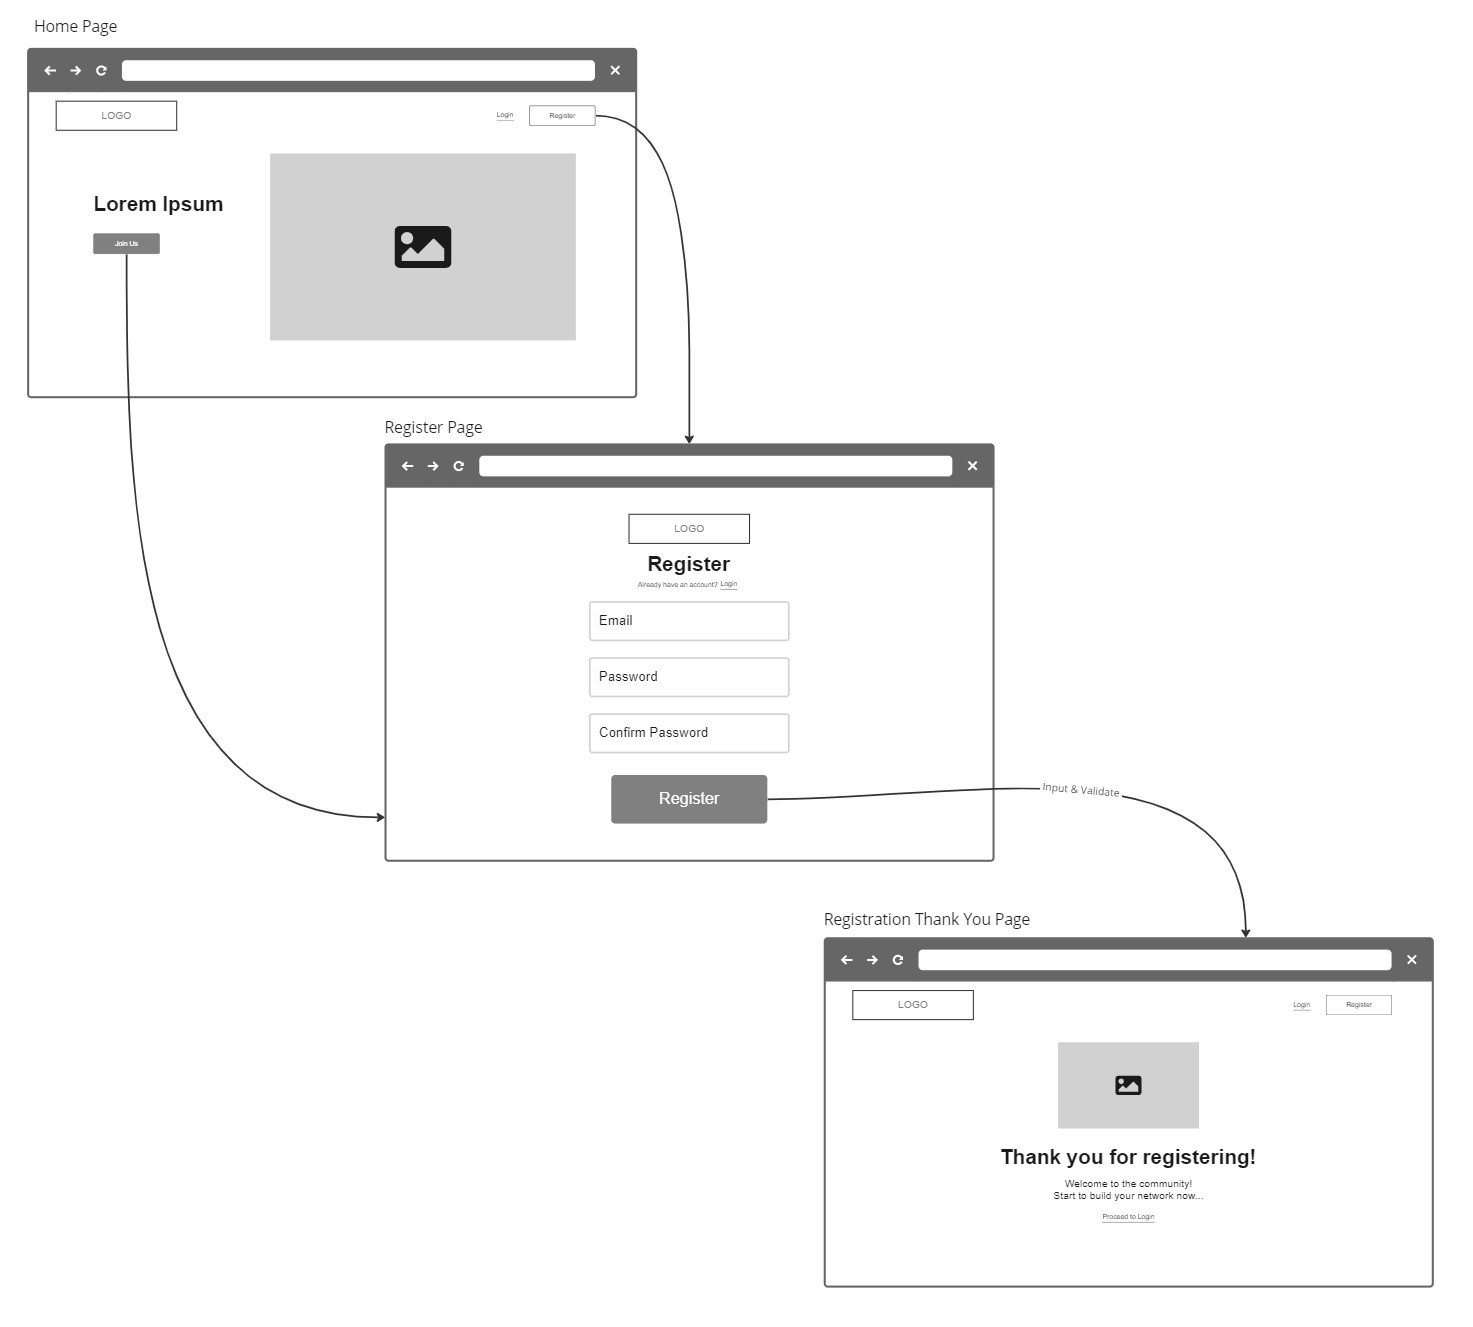 Home Page
LOGO
Login
Register
Lorem Ipsum
Join Us
Register Page
LOGO
Register
Already have an account? Login
Email
Password
Confirm Password
Register
Input & Validate
Registration Thank You Page
LOGO
Login
Register
Thank you for registering!
Welcome to the community!
Start to build your network now...
Proceed to Login